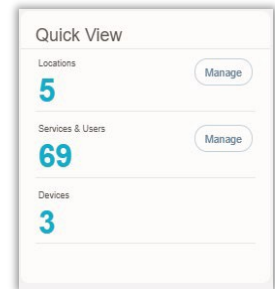 Quick View
Locations
5
Manage
Services & Users
69
Manage
Devices
3